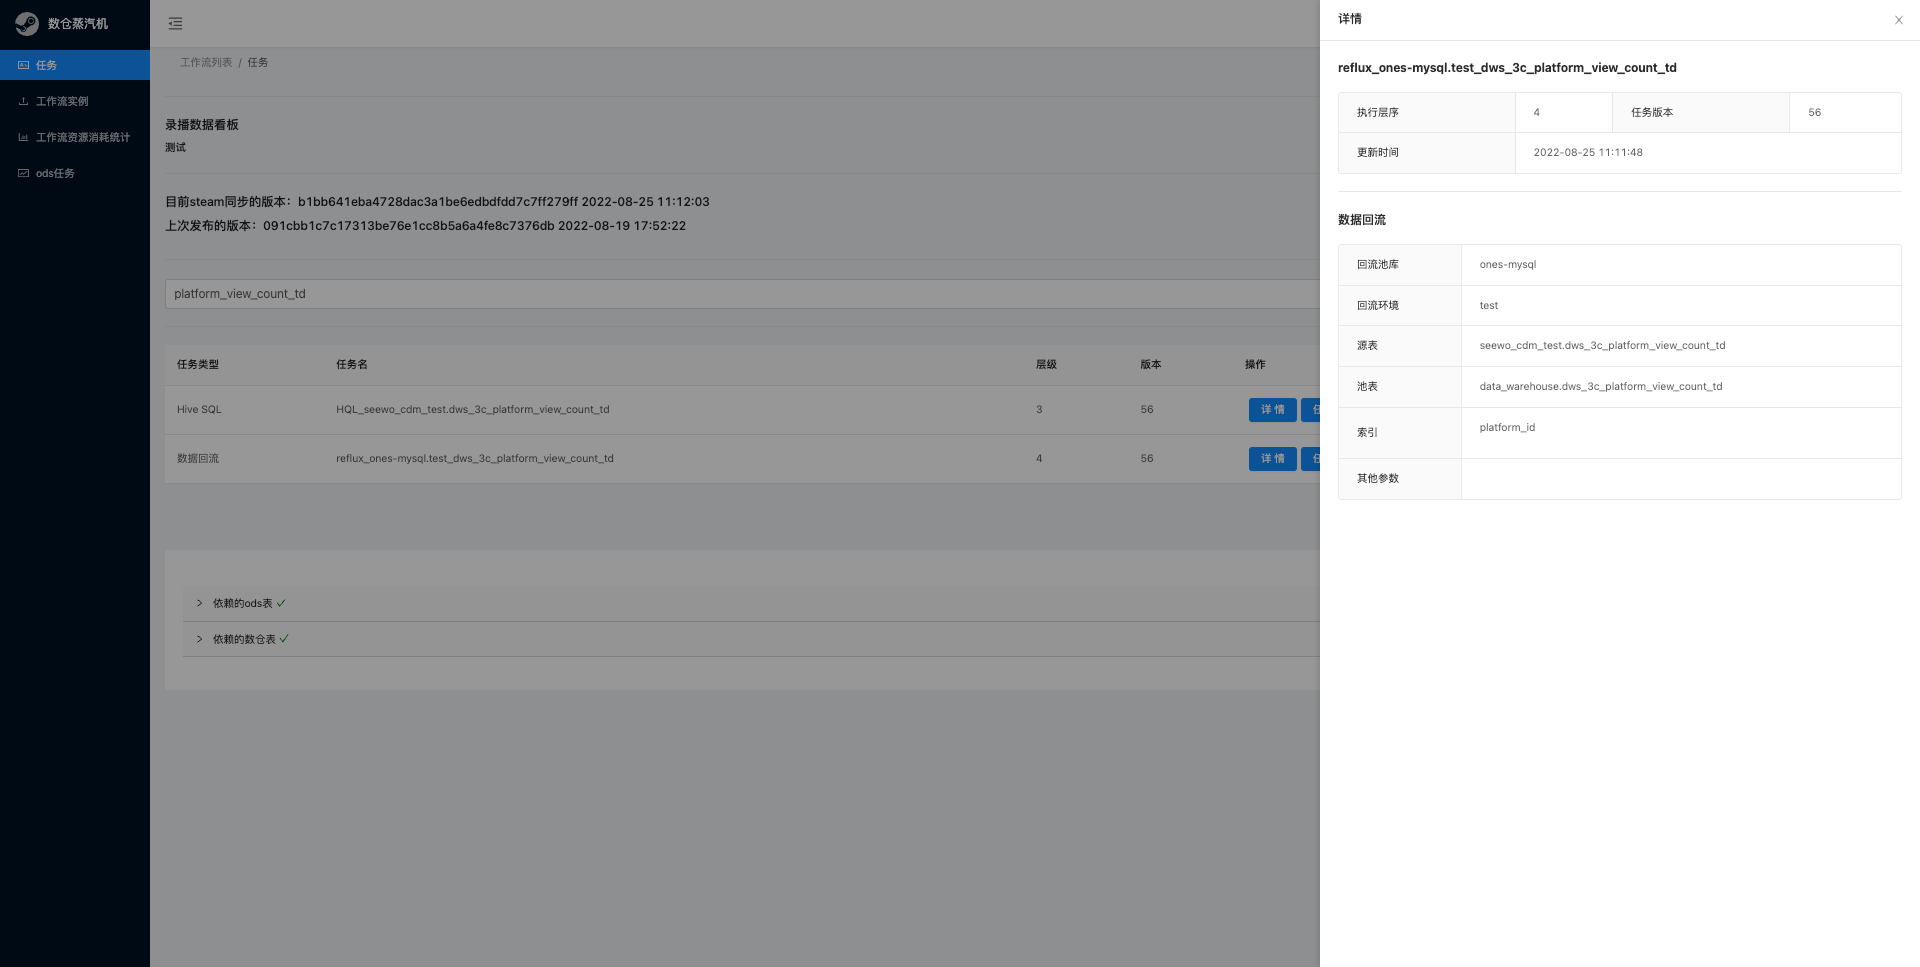 数仓蒸汽机
任务
工作流实例
工作流资源消耗统计
ods任务
工作流列表 / 任务
录播数据看板
测试
目前steam同步的版本：b1bb641eba4728dac3a1be6edbdfdd7c7ff279ff 2022-08-25 11:12:03
上次发布的版本：091cbb1c7c17313be76e1cc8b5a6a4fe8c7376db 2022-08-19 17:52:22
platform_view_count_td
任务类型 任务名 层级 版本 操作
Hive SQL HQL_seewo_cdm_test.dws_3c_platform_view_count_td 3 56 详 情
数据回流 reflux_ones-mysql.test_dws_3c_platform_view_count_td 4 56 详 情
依赖的ods表
依赖的数仓表
详情
reflux_ones-mysql.test_dws_3c_platform_view_count_td
执行层序 4 任务版本 56
更新时间 2022-08-25 11:11:48
数据回流
回流池库 ones-mysql
回流环境 test
源表 seewo_cdm_test.dws_3c_platform_view_count_td
池表 data_warehouse.dws_3c_platform_view_count_td
索引 platform_id
其他参数